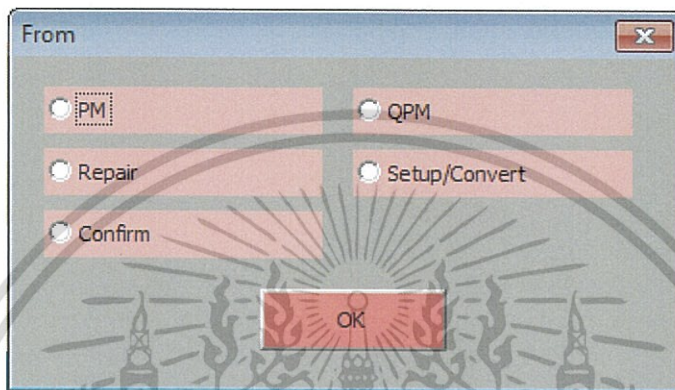 From
PM
QPM
Repair
Setup/Convert
Confirm
OK